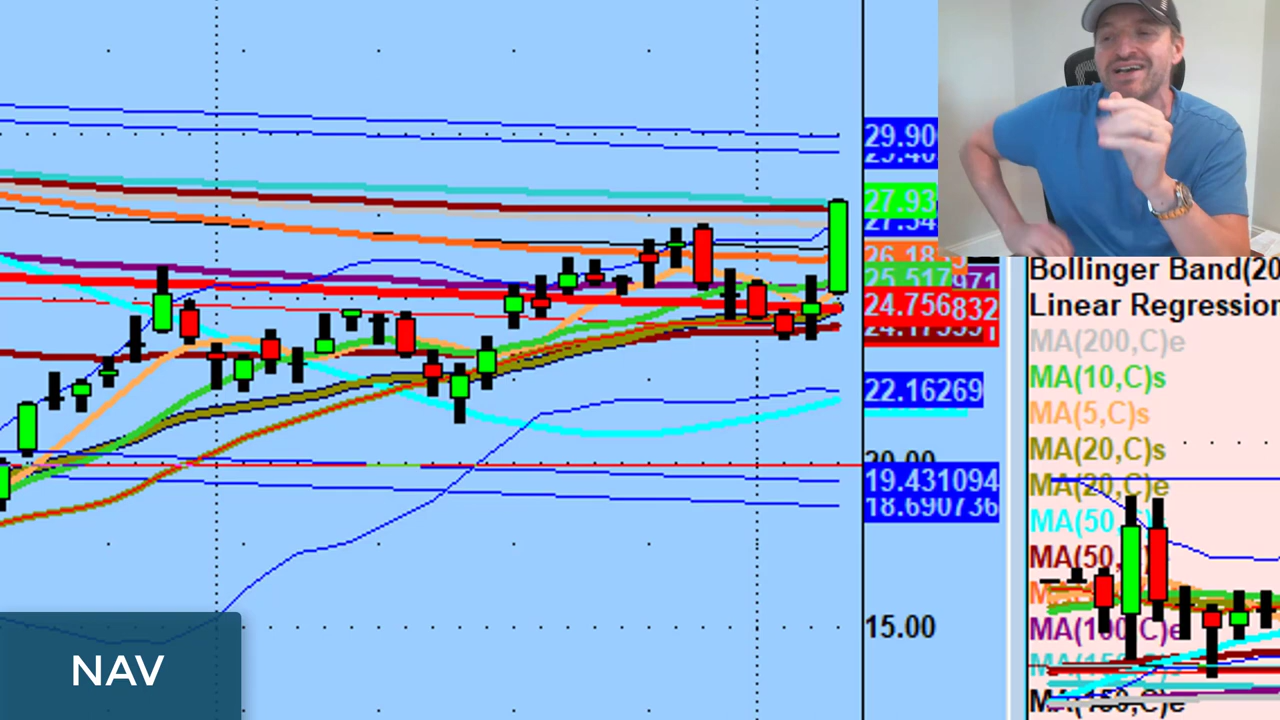 29.90
27.93
25.517
24.756832
22.16269
20.00
19.431094
18.690736
15.00
NAV
Bollinger Band(20
Linear Regression
MA(200,C)e
MA(10,C)s
MA(5,C)s
MA(20,C)s
MA(20,C)e
MA(50,
MA(50,
MA(100,C)e
MA(150,C)e